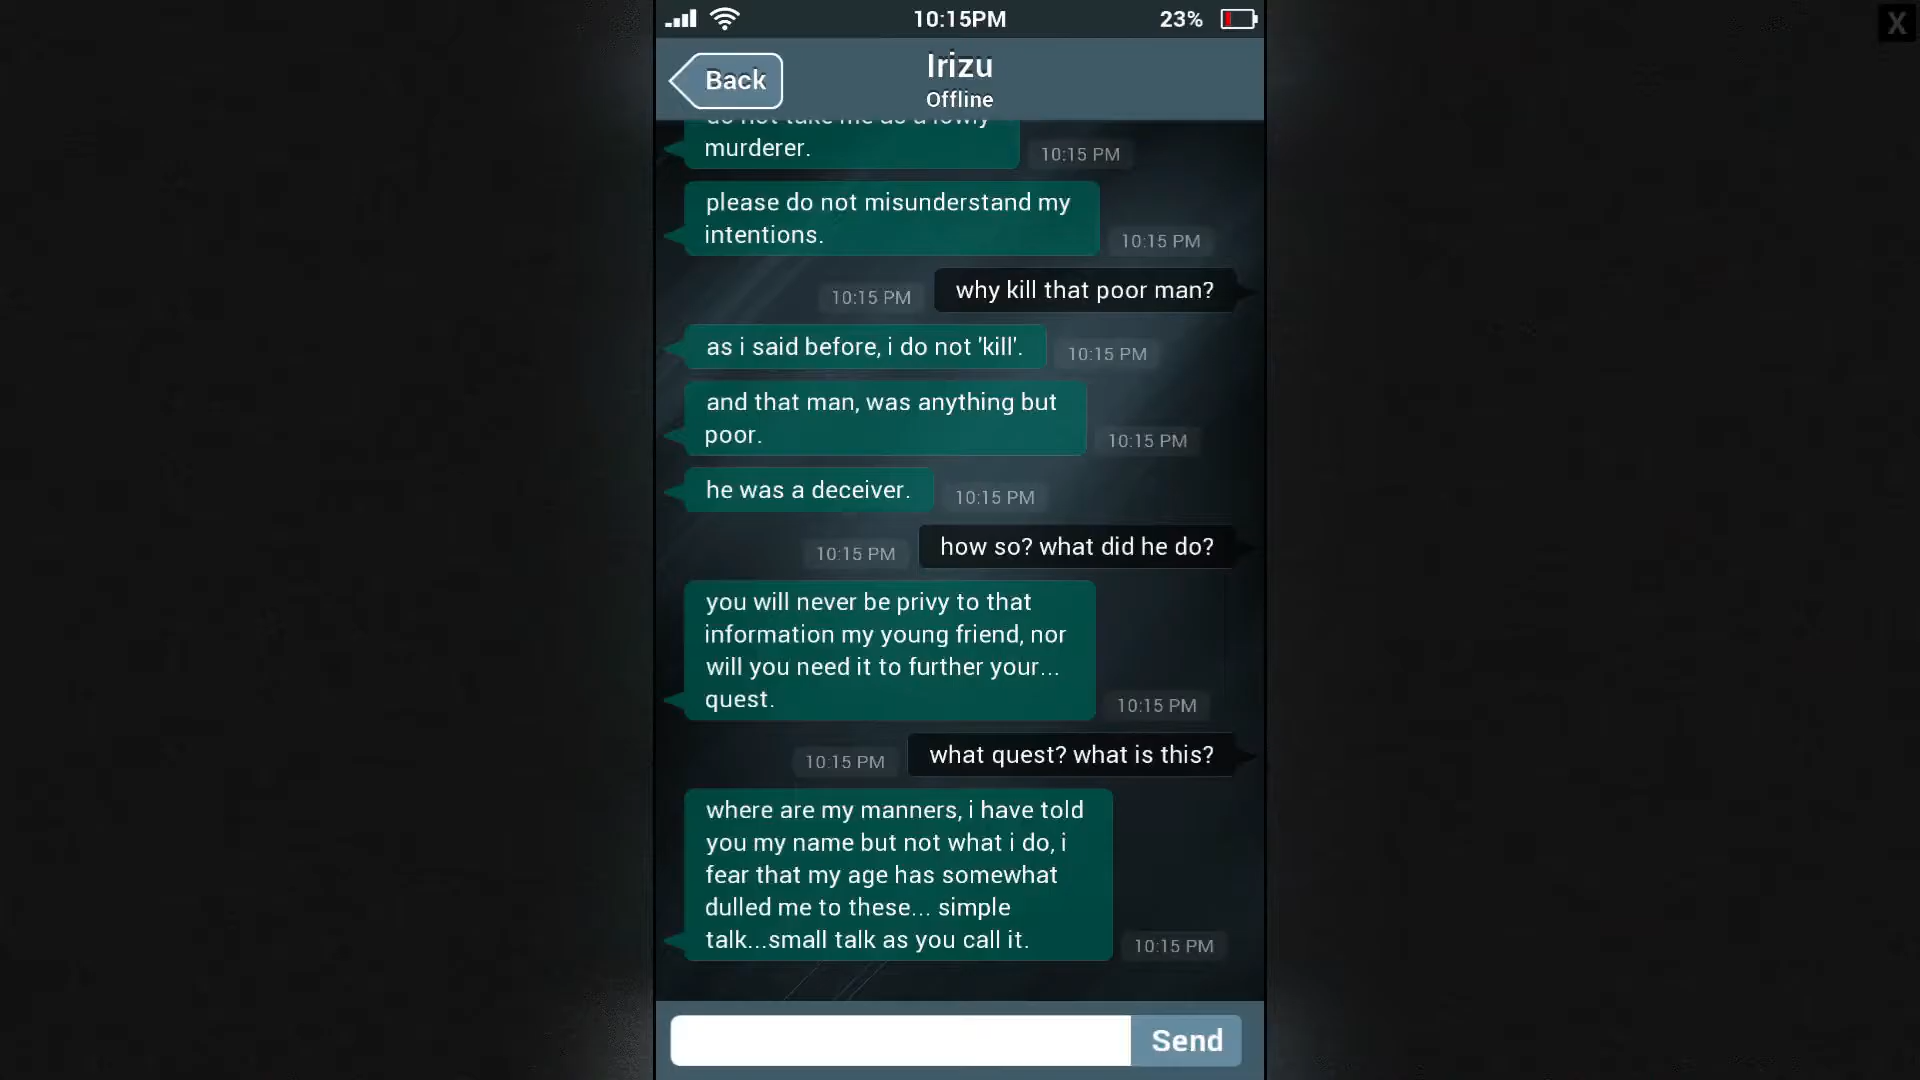 10:15PM
23%
X
Back
Irizu
Offline
do not take me as a lowly
murderer.
10:15 PM
please do not misunderstand my
intentions.
10:15 PM
10:15 PM
why kill that poor man?
as i said before, i do not 'kill'.
10:15 PM
and that man, was anything but
poor.
10:15 PM
he was a deceiver.
10:15 PM
10:15 PM
how so? what did he do?
you will never be privy to that
information my young friend, nor
will you need it to further your...
quest.
10:15 PM
10:15 PM
what quest? what is this?
where are my manners, i have told
you my name but not what i do, i
fear that my age has somewhat
dulled me to these... simple
talk...small talk as you call it.
10:15 PM
Send